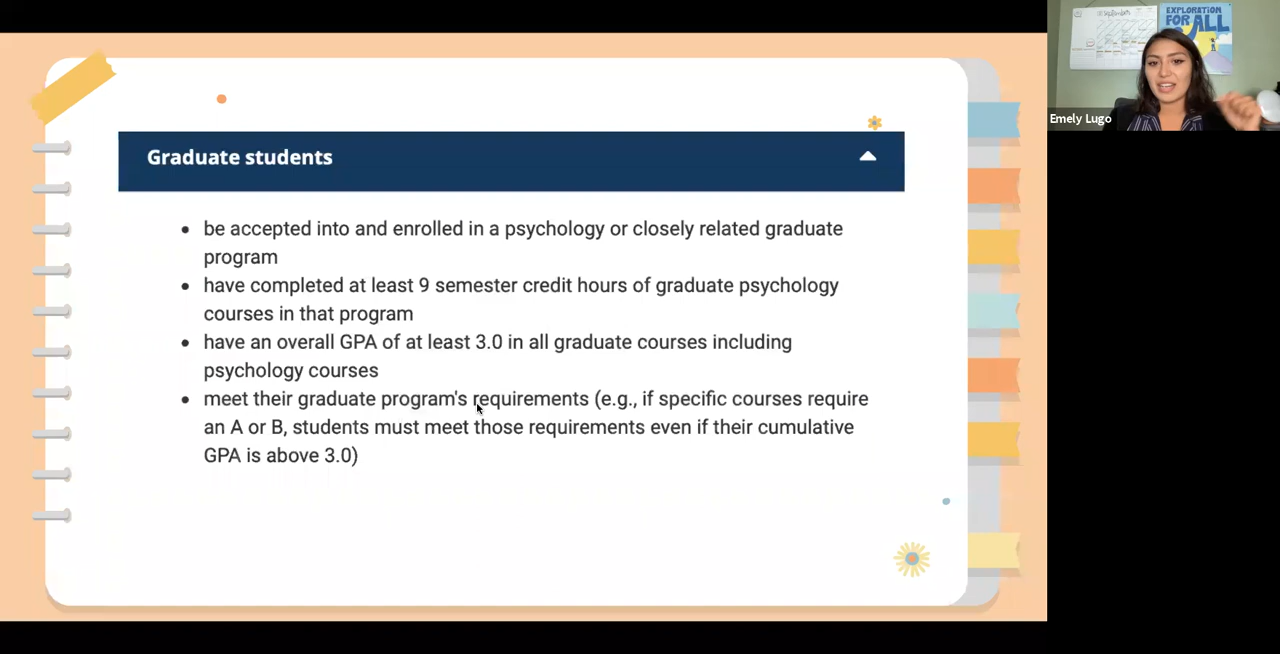 Graduate students
be accepted into and enrolled in a psychology or closely related graduate
program
have completed at least 9 semester credit hours of graduate psychology
courses in that program
have an overall GPA of at least 3.0 in all graduate courses including
psychology courses
meet their graduate program's requirements (e.g., if specific courses require
an A or B, students must meet those requirements even if their cumulative
GPA is above 3.0)
EXPLORATION
FOR ALL
Emely Lugo